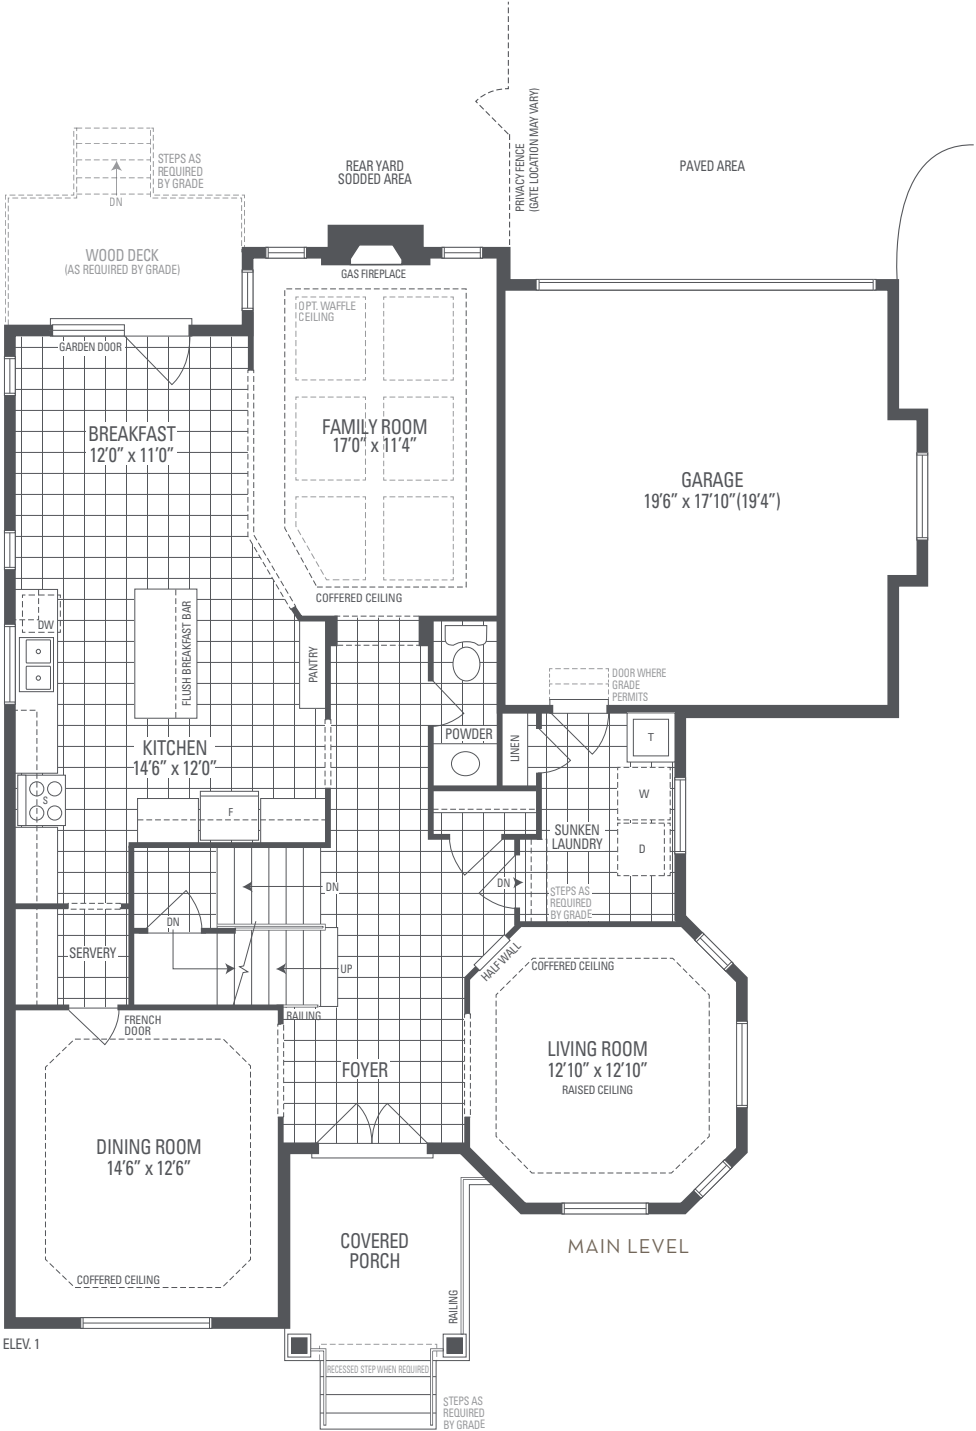 PRIVACY FENCE
(GATE LOCATION MAY VARY)
STEPS AS
REQUIRED
BY GRADE
REAR YARD
SODDED AREA
PAVED AREA
DN
WOOD DECK
(AS REQUIRED BY GRADE)
GAS FIREPLACE
OPT. WAFFLE
CEILING
GARDEN DOOR
BREAKFAST
12'0" x 11'0"
FAMILY ROOM
17'0" x 11'4"
GARAGE
19'6" x 17'10"(19'4")
COFFERED CEILING
DW
FLUSH BREAKFAST BAR
PANTRY
DOOR WHERE
GRADE
PERMITS
KITCHEN
14'6" x 12'0"
POWDER
LINEN
T
S
F
W
SUNKEN
LAUNDRY
D
DN
DN
STEPS AS
REQUIRED
BY GRADE
DN
SERVERY
UP
HALF WALL
COFFERED CEILING
RAILING
FRENCH
DOOR
FOYER
LIVING ROOM
12'10" x 12'10"
RAISED CEILING
DINING ROOM
14'6" x 12'6"
COVERED
PORCH
MAIN LEVEL
COFFERED CEILING
RAILING
ELEV. 1
RECESSED STEP WHEN REQUIRED
STEPS AS
REQUIRED
BY GRADE